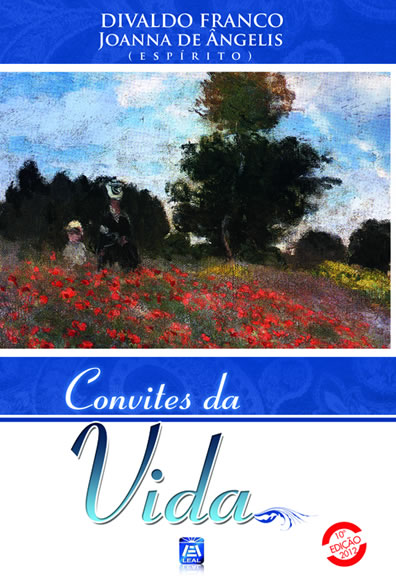 DIVALDO FRANCO
JOANNA DE ÂNGELIS
(ESPÍRITO)
Convites da
Vida
LEAL
10ª
EDIÇÃO
2012